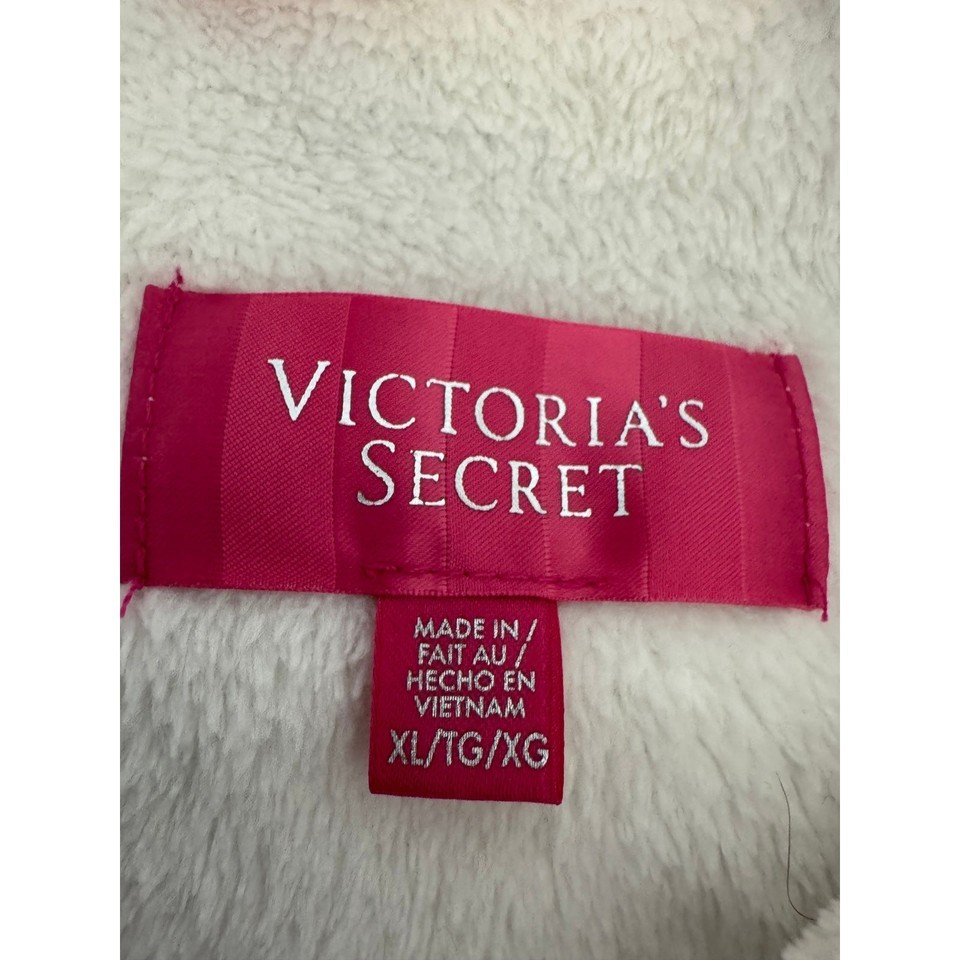 VICTORIA'S
SECRET
MADE IN /
FAIT AU /
HECHO EN
VIETNAM
XL/TG/XG